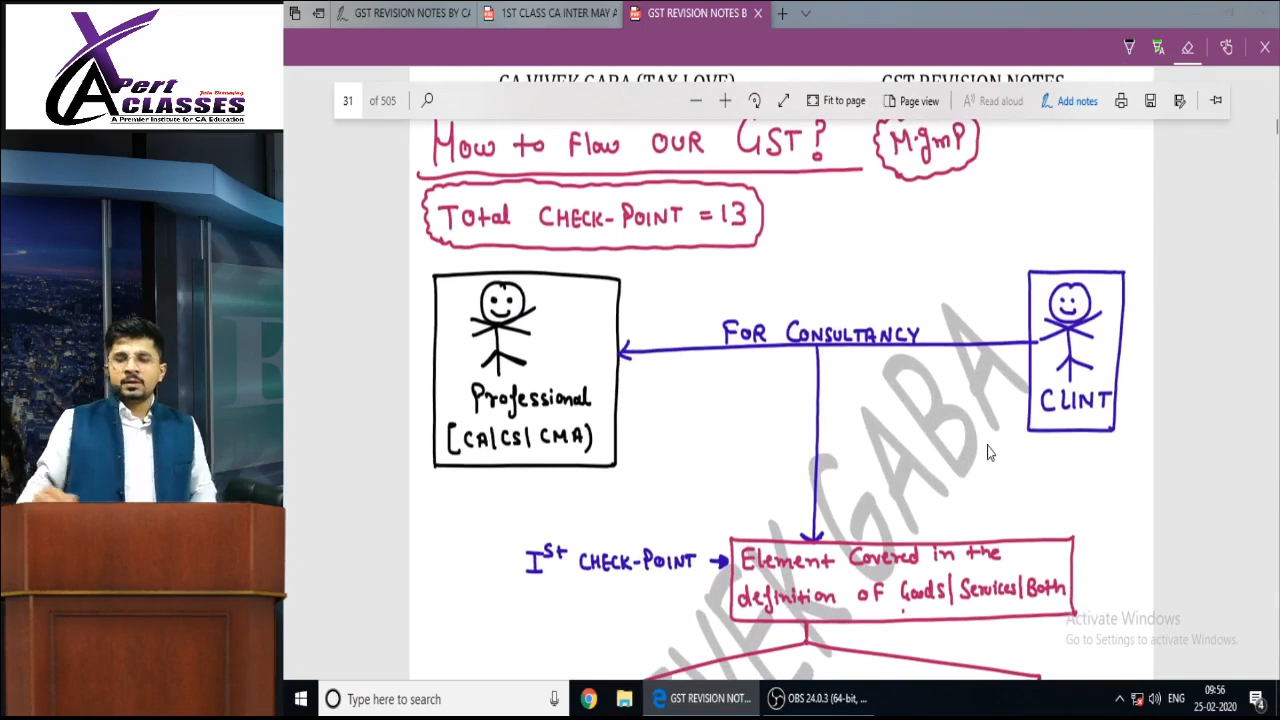 GST REVISION NOTES BY CA
1ST CLASS CA INTER MAY A
GST REVISION NOTES B
Xpert
Join Becoming
CA CLASSES
A Premier Institute for CA Education
CA VIVEK GABA (TAX LOVE)
GST REVISION NOTES
31 of 505
Fit to page
Page view
Read aloud
Add notes
How to Flow OUR GST?
M.gmP
Total CHECK-POINT = 13
FOR CONSULTANCY
Professional
[CA/CS/CMA)
CLINT
VIVEK GABA
Ist CHECK-POINT
Element Covered in the
definition of Goods/Services/Both
Activate Windows
Go to Settings to activate Windows.
Type here to search
GST REVISION NOT...
OBS 24.0.3 (64-bit, ...
ENG
09:56
25-02-2020
4